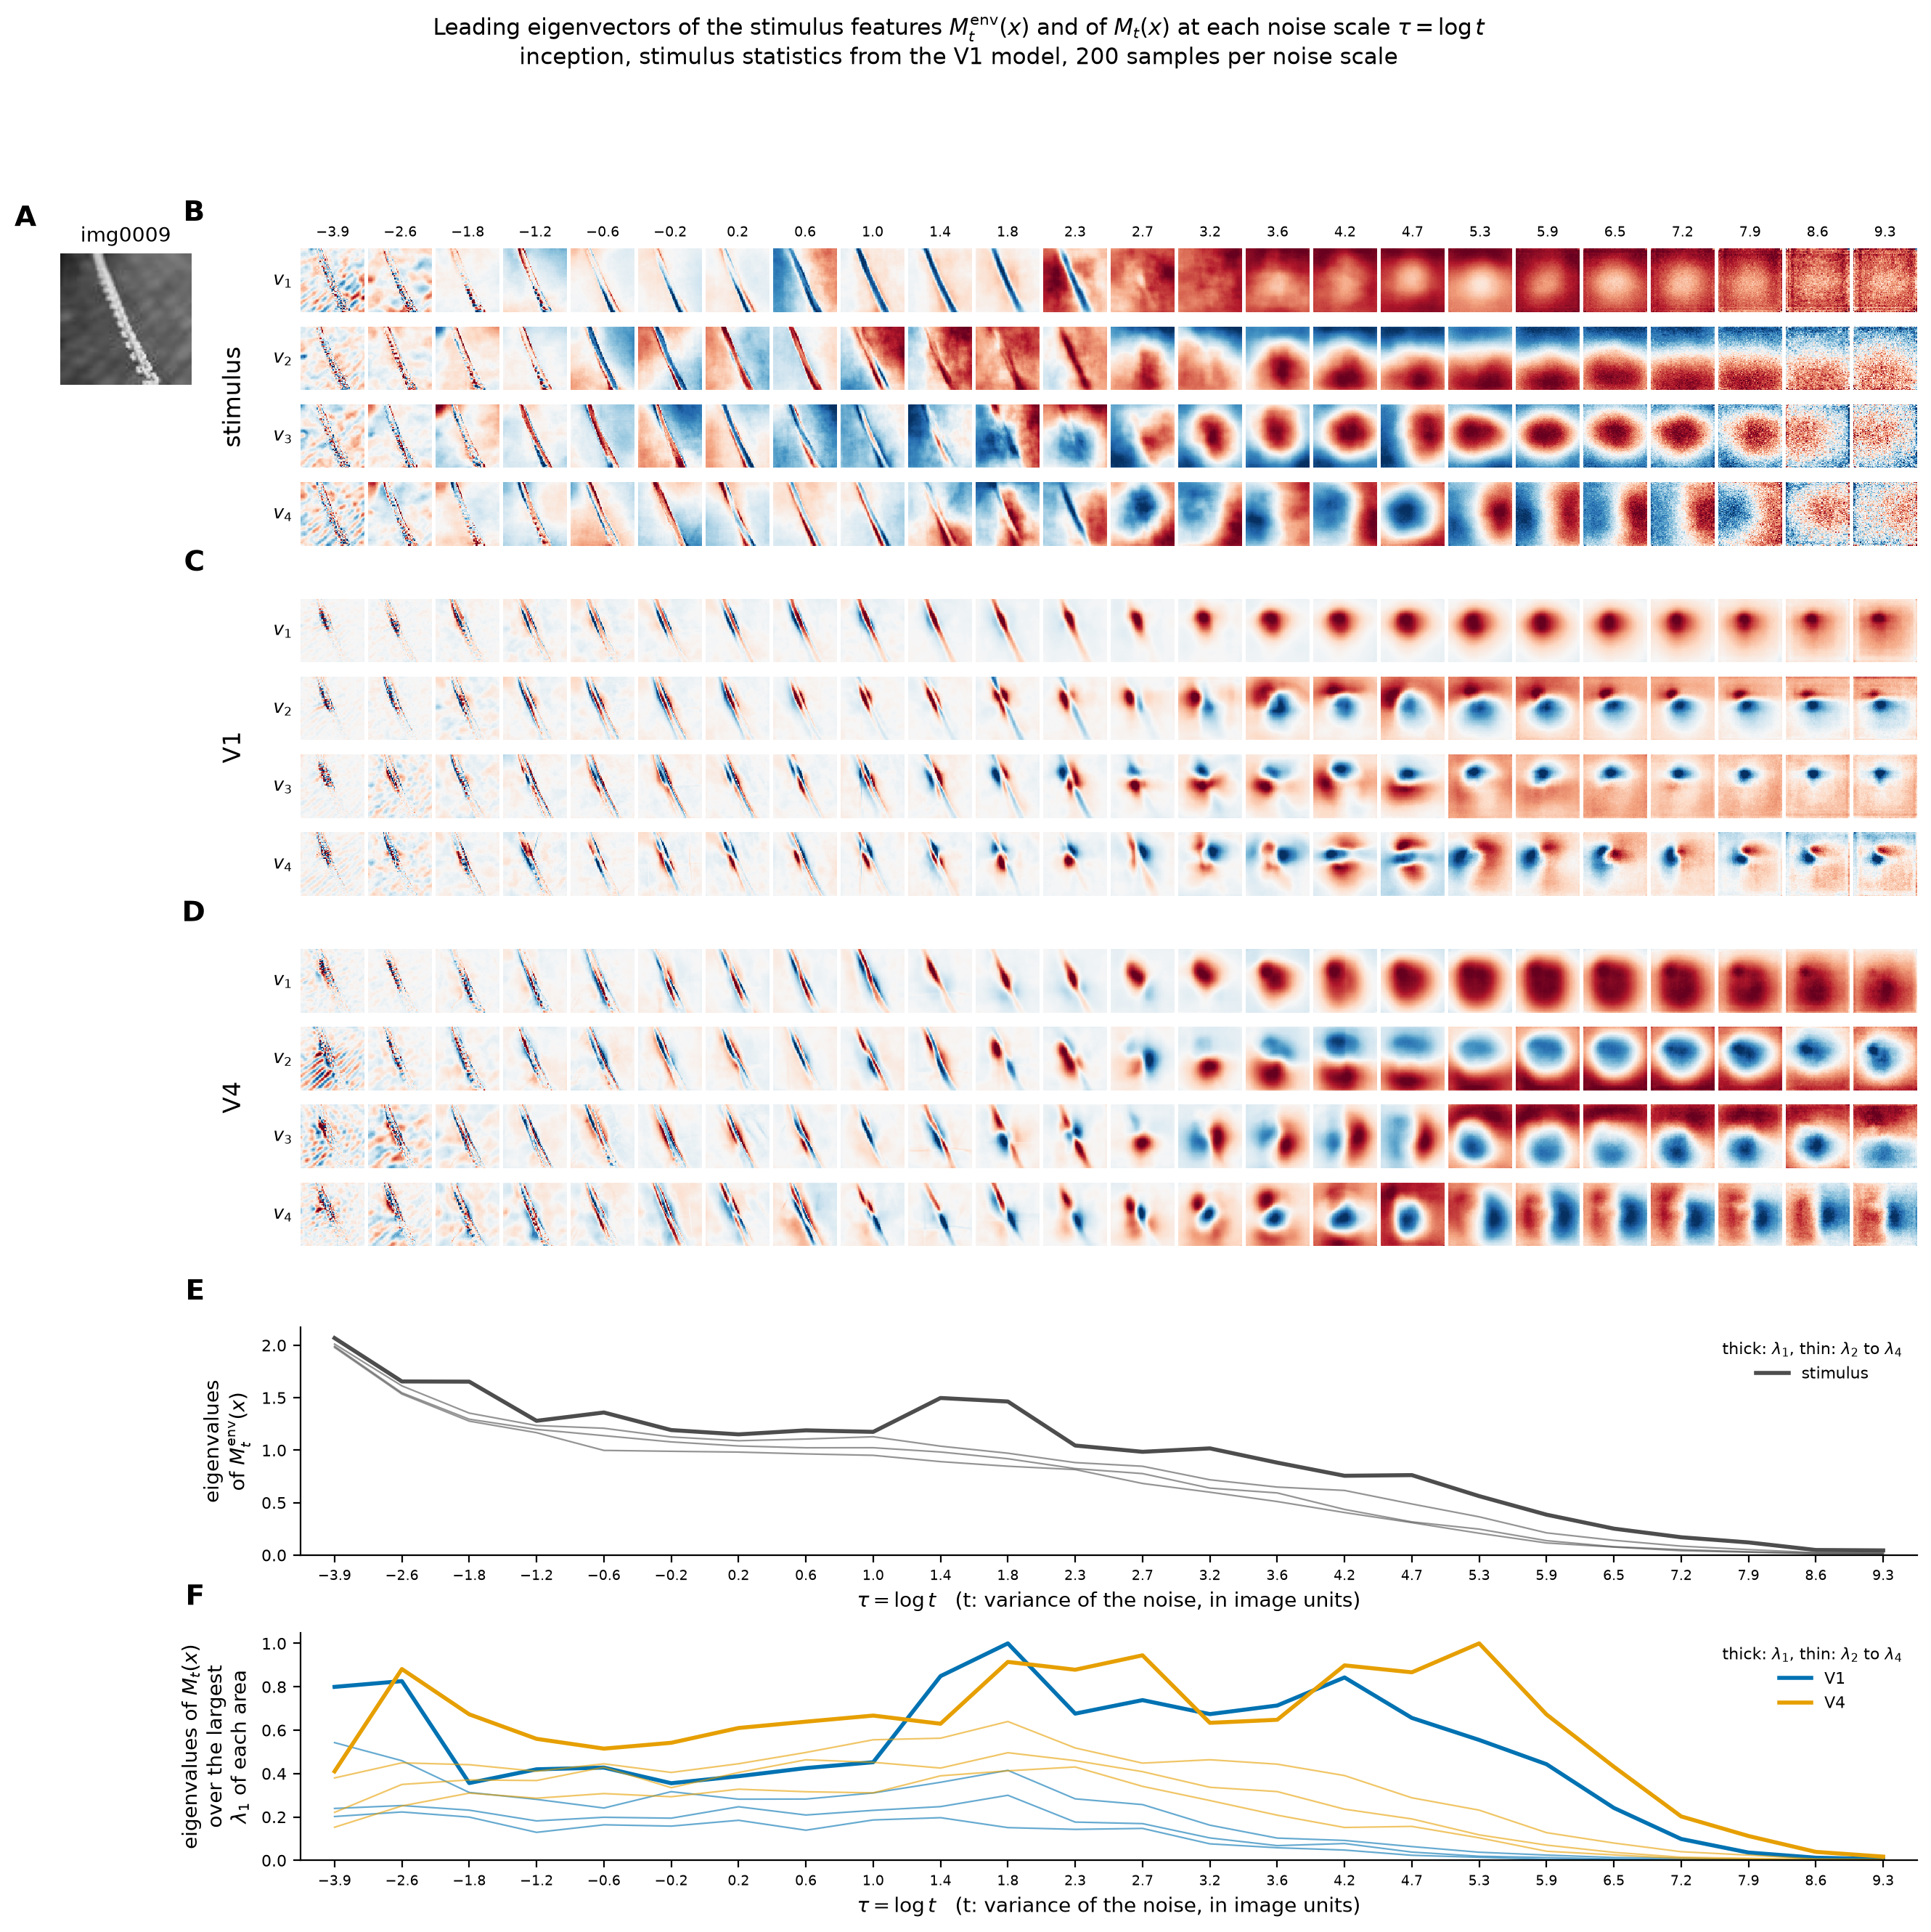 Leading eigenvectors of the stimulus features $M_t^{\mathrm{env}}(x)$ and of $M_t(x)$ at each noise scale $\tau = \log t$
inception, stimulus statistics from the V1 model, 200 samples per noise scale
A
img0009
B
−3.9 −2.6 −1.8 −1.2 −0.6 −0.2 0.2 0.6 1.0 1.4 1.8 2.3 2.7 3.2 3.6 4.2 4.7 5.3 5.9 6.5 7.2 7.9 8.6 9.3
stimulus
v1
v2
v3
v4
C
V1
v1
v2
v3
v4
D
V4
v1
v2
v3
v4
E
eigenvalues
of $M_t^{\mathrm{env}}(x)$
2.0
1.5
1.0
0.5
0.0
thick: λ1, thin: λ2 to λ4
stimulus
−3.9 −2.6 −1.8 −1.2 −0.6 −0.2 0.2 0.6 1.0 1.4 1.8 2.3 2.7 3.2 3.6 4.2 4.7 5.3 5.9 6.5 7.2 7.9 8.6 9.3
τ = log t (t: variance of the noise, in image units)
F
eigenvalues of $M_t(x)$
over the largest
λ1 of each area
1.0
0.8
0.6
0.4
0.2
0.0
thick: λ1, thin: λ2 to λ4
V1
V4
−3.9 −2.6 −1.8 −1.2 −0.6 −0.2 0.2 0.6 1.0 1.4 1.8 2.3 2.7 3.2 3.6 4.2 4.7 5.3 5.9 6.5 7.2 7.9 8.6 9.3
τ = log t (t: variance of the noise, in image units)